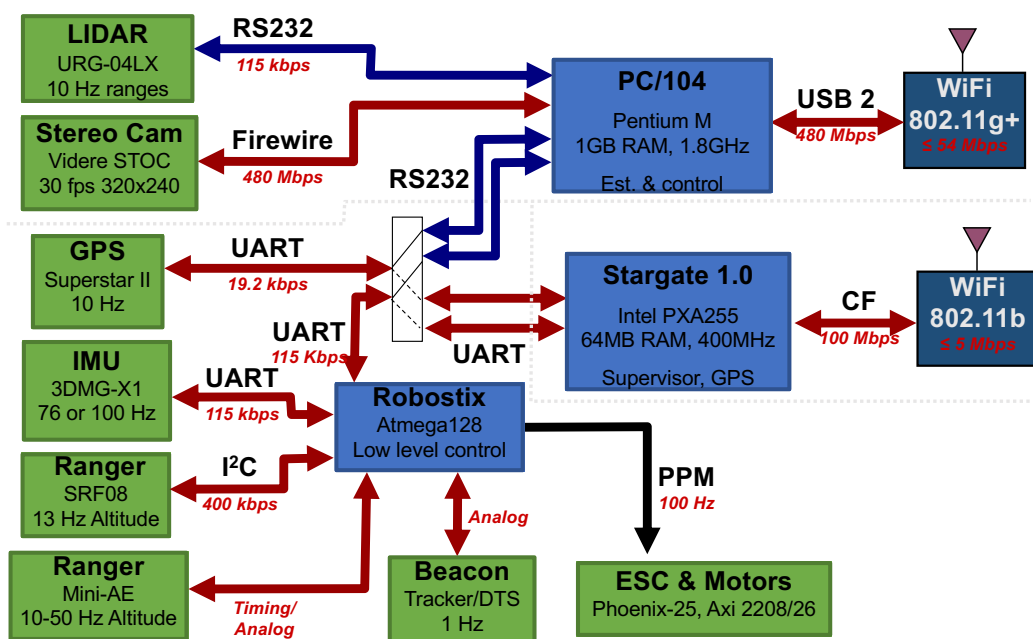 LIDAR
URG-04LX
10 Hz ranges
RS232
115 kbps
Stereo Cam
Videre STOC
30 fps 320x240
Firewire
480 Mbps
PC/104
Pentium M
1GB RAM, 1.8GHz
Est. & control
USB 2
480 Mbps
WiFi
802.11g+
≤ 54 Mbps
RS232
GPS
Superstar II
10 Hz
UART
19.2 kbps
UART
115 Kbps
UART
Stargate 1.0
Intel PXA255
64MB RAM, 400MHz
Supervisor, GPS
CF
100 Mbps
WiFi
802.11b
≤ 5 Mbps
IMU
3DMG-X1
76 or 100 Hz
UART
115 kbps
Robostix
Atmega128
Low level control
Ranger
SRF08
13 Hz Altitude
I²C
400 kbps
PPM
100 Hz
Ranger
Mini-AE
10-50 Hz Altitude
Timing/
Analog
Analog
Beacon
Tracker/DTS
1 Hz
ESC & Motors
Phoenix-25, Axi 2208/26